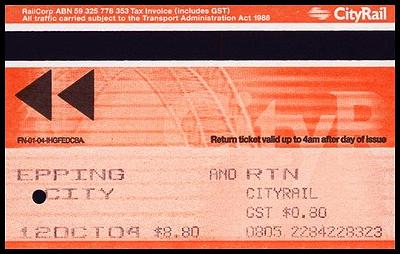 RailCorp ABN 59 325 778 353 Tax Invoice (includes GST)
All traffic carried subject to the Transport Administration Act 1988
CityRail
CityR
FN-01-04-IHGFEDCBA.
Return ticket valid up to 4am after day of issue
EPPING AND RTN
CITY CITYRAIL
GST $0.80
12OCT04 $8.80 0805 2284228323